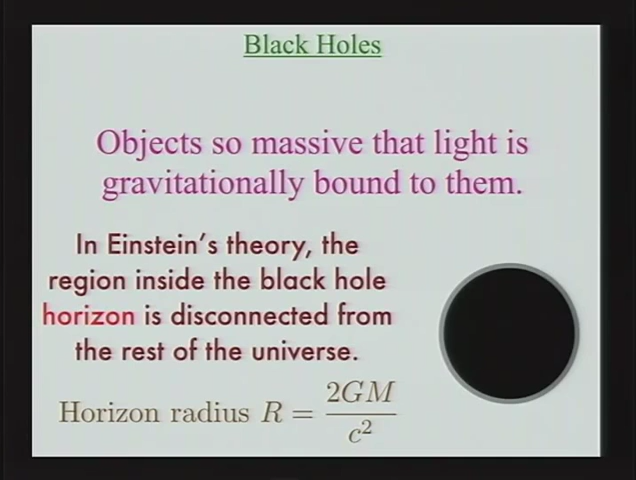 Black Holes
Objects so massive that light is
gravitationally bound to them.
In Einstein's theory, the
region inside the black hole
horizon is disconnected from
the rest of the universe.
Horizon radius R = 2GM / c²